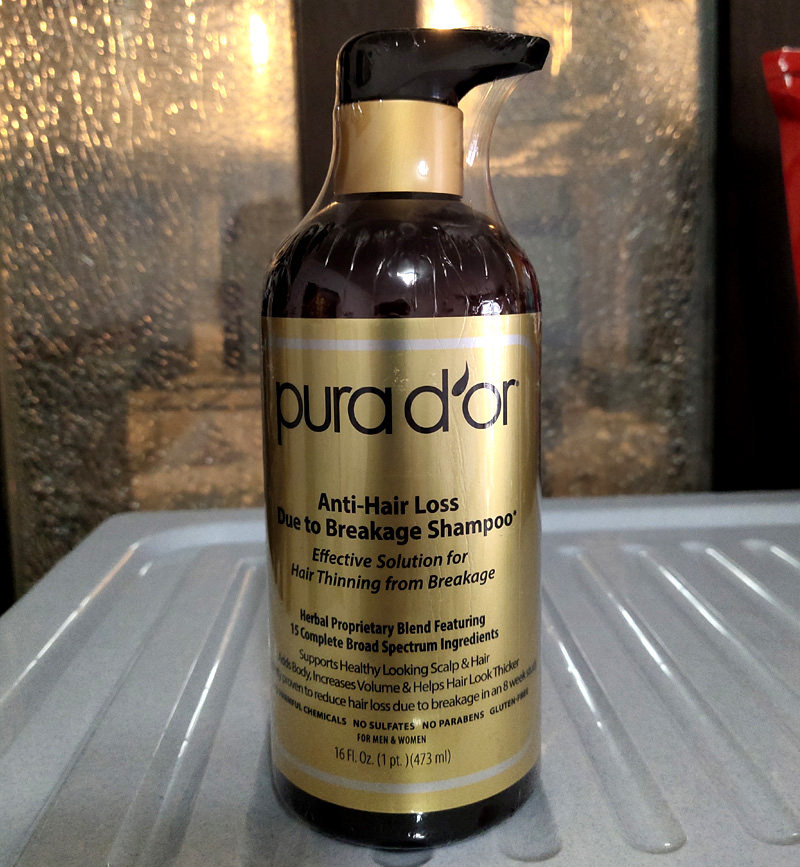 pura d'or®
Anti-Hair Loss
Due to Breakage Shampoo*
Effective Solution for
Hair Thinning from Breakage
Herbal Proprietary Blend Featuring
15 Complete Broad Spectrum Ingredients
Supports Healthy Looking Scalp & Hair
Adds Body, Increases Volume & Helps Hair Look Thicker
proven to reduce hair loss due to breakage in an 8 week
HARMFUL CHEMICALS NO SULFATES NO PARABENS GLUTEN-FREE
FOR MEN & WOMEN
16 Fl. Oz. (1 pt.) (473 ml)